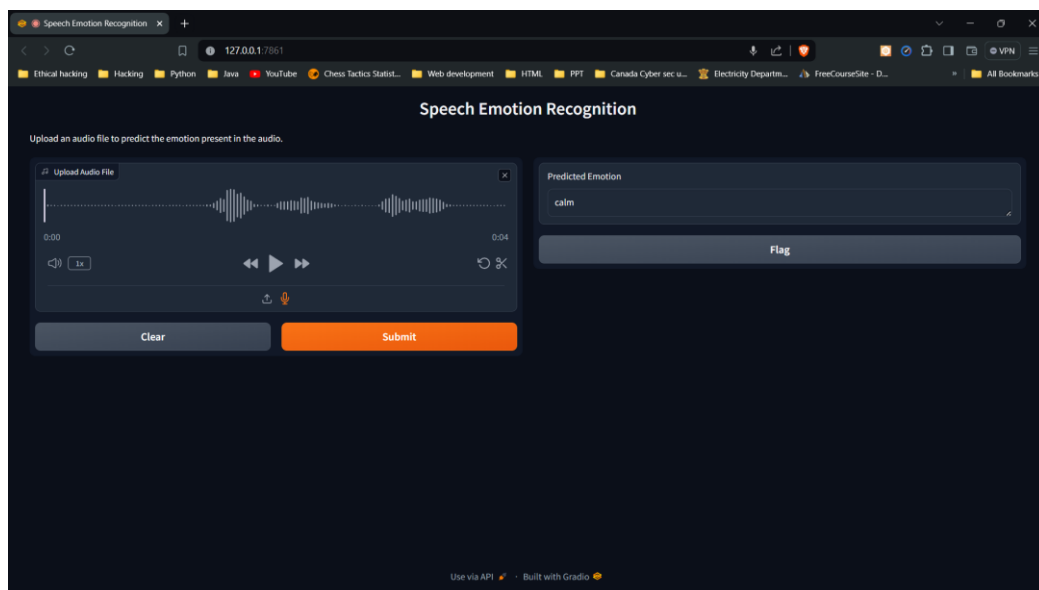 Speech Emotion Recognition
127.0.0.1:7861
VPN
Ethical hacking Hacking Python Java YouTube Chess Tactics Statist... Web development HTML PPT Canada Cyber sec u... Electricity Departm... FreeCourseSite - D... » All Bookmarks
Speech Emotion Recognition
Upload an audio file to predict the emotion present in the audio.
Upload Audio File
0:00 0:04
1x
Clear Submit
Predicted Emotion
calm
Flag
Use via API · Built with Gradio